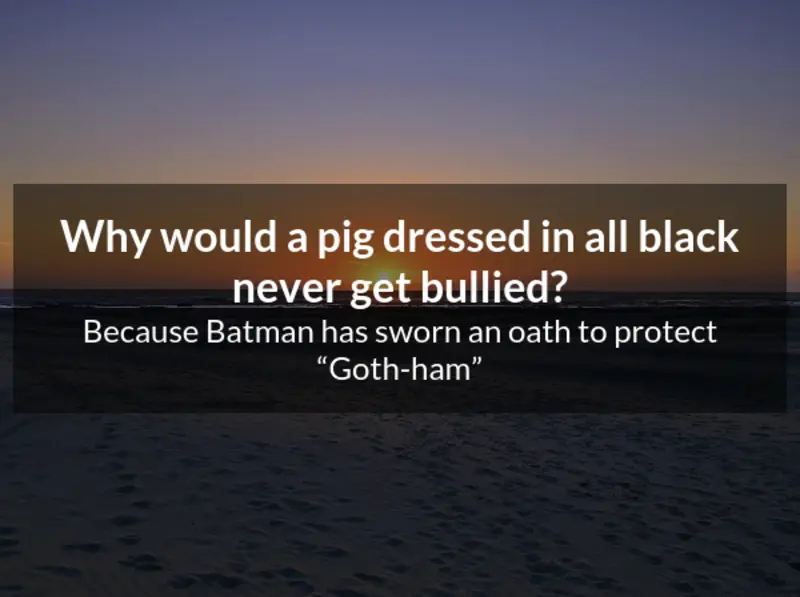 Why would a pig dressed in all black
never get bullied?
Because Batman has sworn an oath to protect
“Goth-ham”